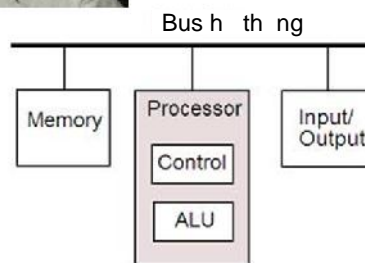 Bus h th ng
Memory
Processor
Control
ALU
Input/
Output